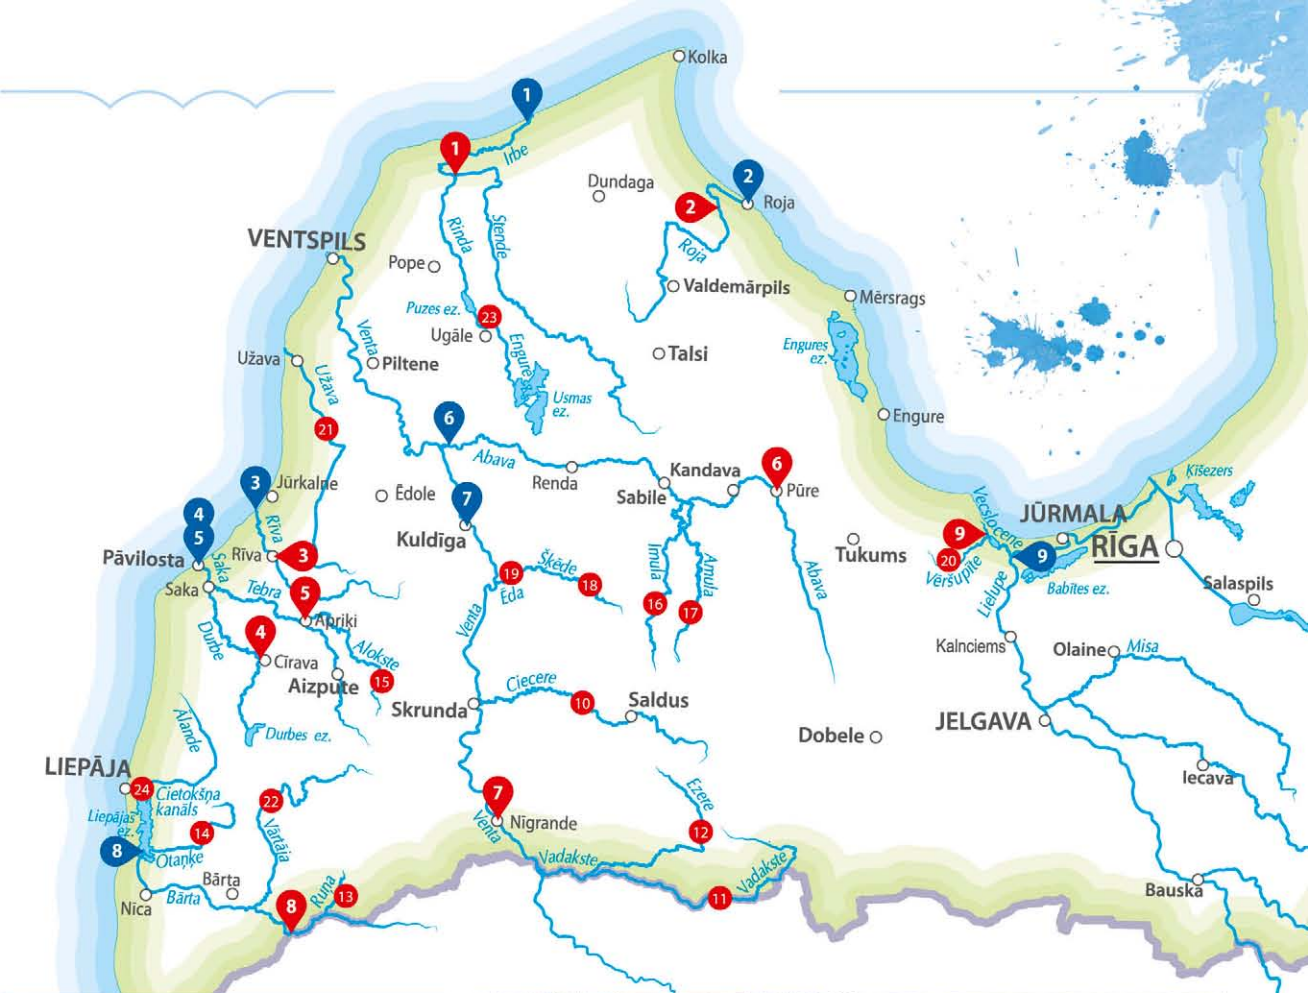 Kolka
1
1
Irbe
Dundaga
2
2
Roja
Roja
Rinda
Stende
VENTSPILS
Pope
Valdemārpils
Mērsrags
Puzes ez.
23
Ugāle
Engure
Engures
ez.
Venta
Užava
Užava
Piltene
Talsi
Usmas
ez.
Engure
21
6
Abava
Renda
Kandava
Sabile
6
Pūre
Ķīšezers
3
Jūrkalne
Ēdole
7
Kuldīga
4
5
Rīva
Vecslocene
JŪRMALA
RĪGA
Pāvilosta
Saka
Rīva
3
Tukums
9
20
Vēršupīte
9
Babītes ez.
Salaspils
Saka
Tebra
5
19
Ēda
Šķēde
18
Imula
Amula
Abava
Lielupe
16
17
Durbe
4
Apriķi
Cīrava
Alokste
15
Aizpute
Venta
Kalnciems
Olaine
Misa
Skrunda
Ciecere
10
Saldus
Ālande
Durbes ez.
Dobele
JELGAVA
LIEPĀJA
24
Cietokšņa
kanāls
Liepājas
ez.
22
7
Nīgrande
Ezere
Iecava
14
Vārtāja
12
Venta
8
Otaņķe
Vadakste
Vadakste
Bārta
Bārta
Nīca
8
Ruņa
13
11
Bauska